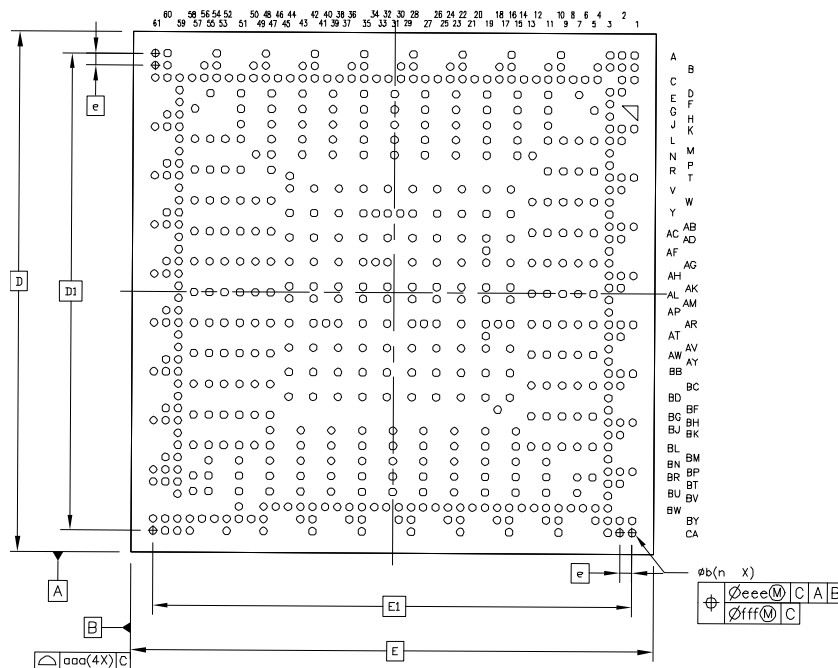 60 58 56 54 52 50 48 46 44 42 40 38 36 34 32 30 28 26 24 22 20 18 16 14 12 10 8 6 4 2
61 59 57 55 53 51 49 47 45 43 41 39 37 35 33 31 29 27 25 23 21 19 17 15 13 11 9 7 5 3 1
A
B
C
D
E
F
G
H
J
K
L
M
N
P
R
T
V
W
Y
AB
AC
AD
AF
AG
AH
AK
AL
AM
AP
AR
AT
AV
AW
AY
BB
BC
BD
BF
BG
BH
BJ
BK
BL
BM
BN
BP
BR
BT
BU
BV
BW
BY
CA
e
D
D1
A
B
E1
E
e
Øb(n X)
Øeee Ⓜ C A B
Øfff Ⓜ C
aaa(4X) C